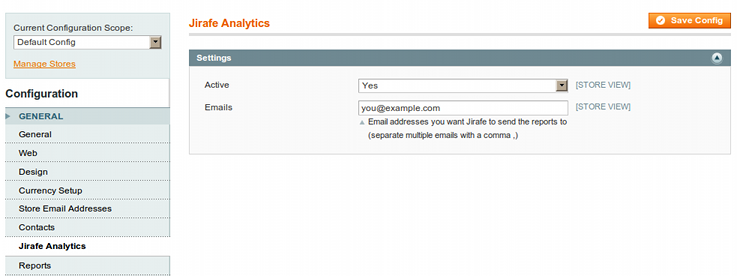 Current Configuration Scope:
Default Config
Manage Stores
Configuration
GENERAL
General
Web
Design
Currency Setup
Store Email Addresses
Contacts
Jirafe Analytics
Reports
Jirafe Analytics
Save Config
Settings
Active
Yes
[STORE VIEW]
Emails
you@example.com
[STORE VIEW]
Email addresses you want Jirafe to send the reports to
(separate multiple emails with a comma ,)